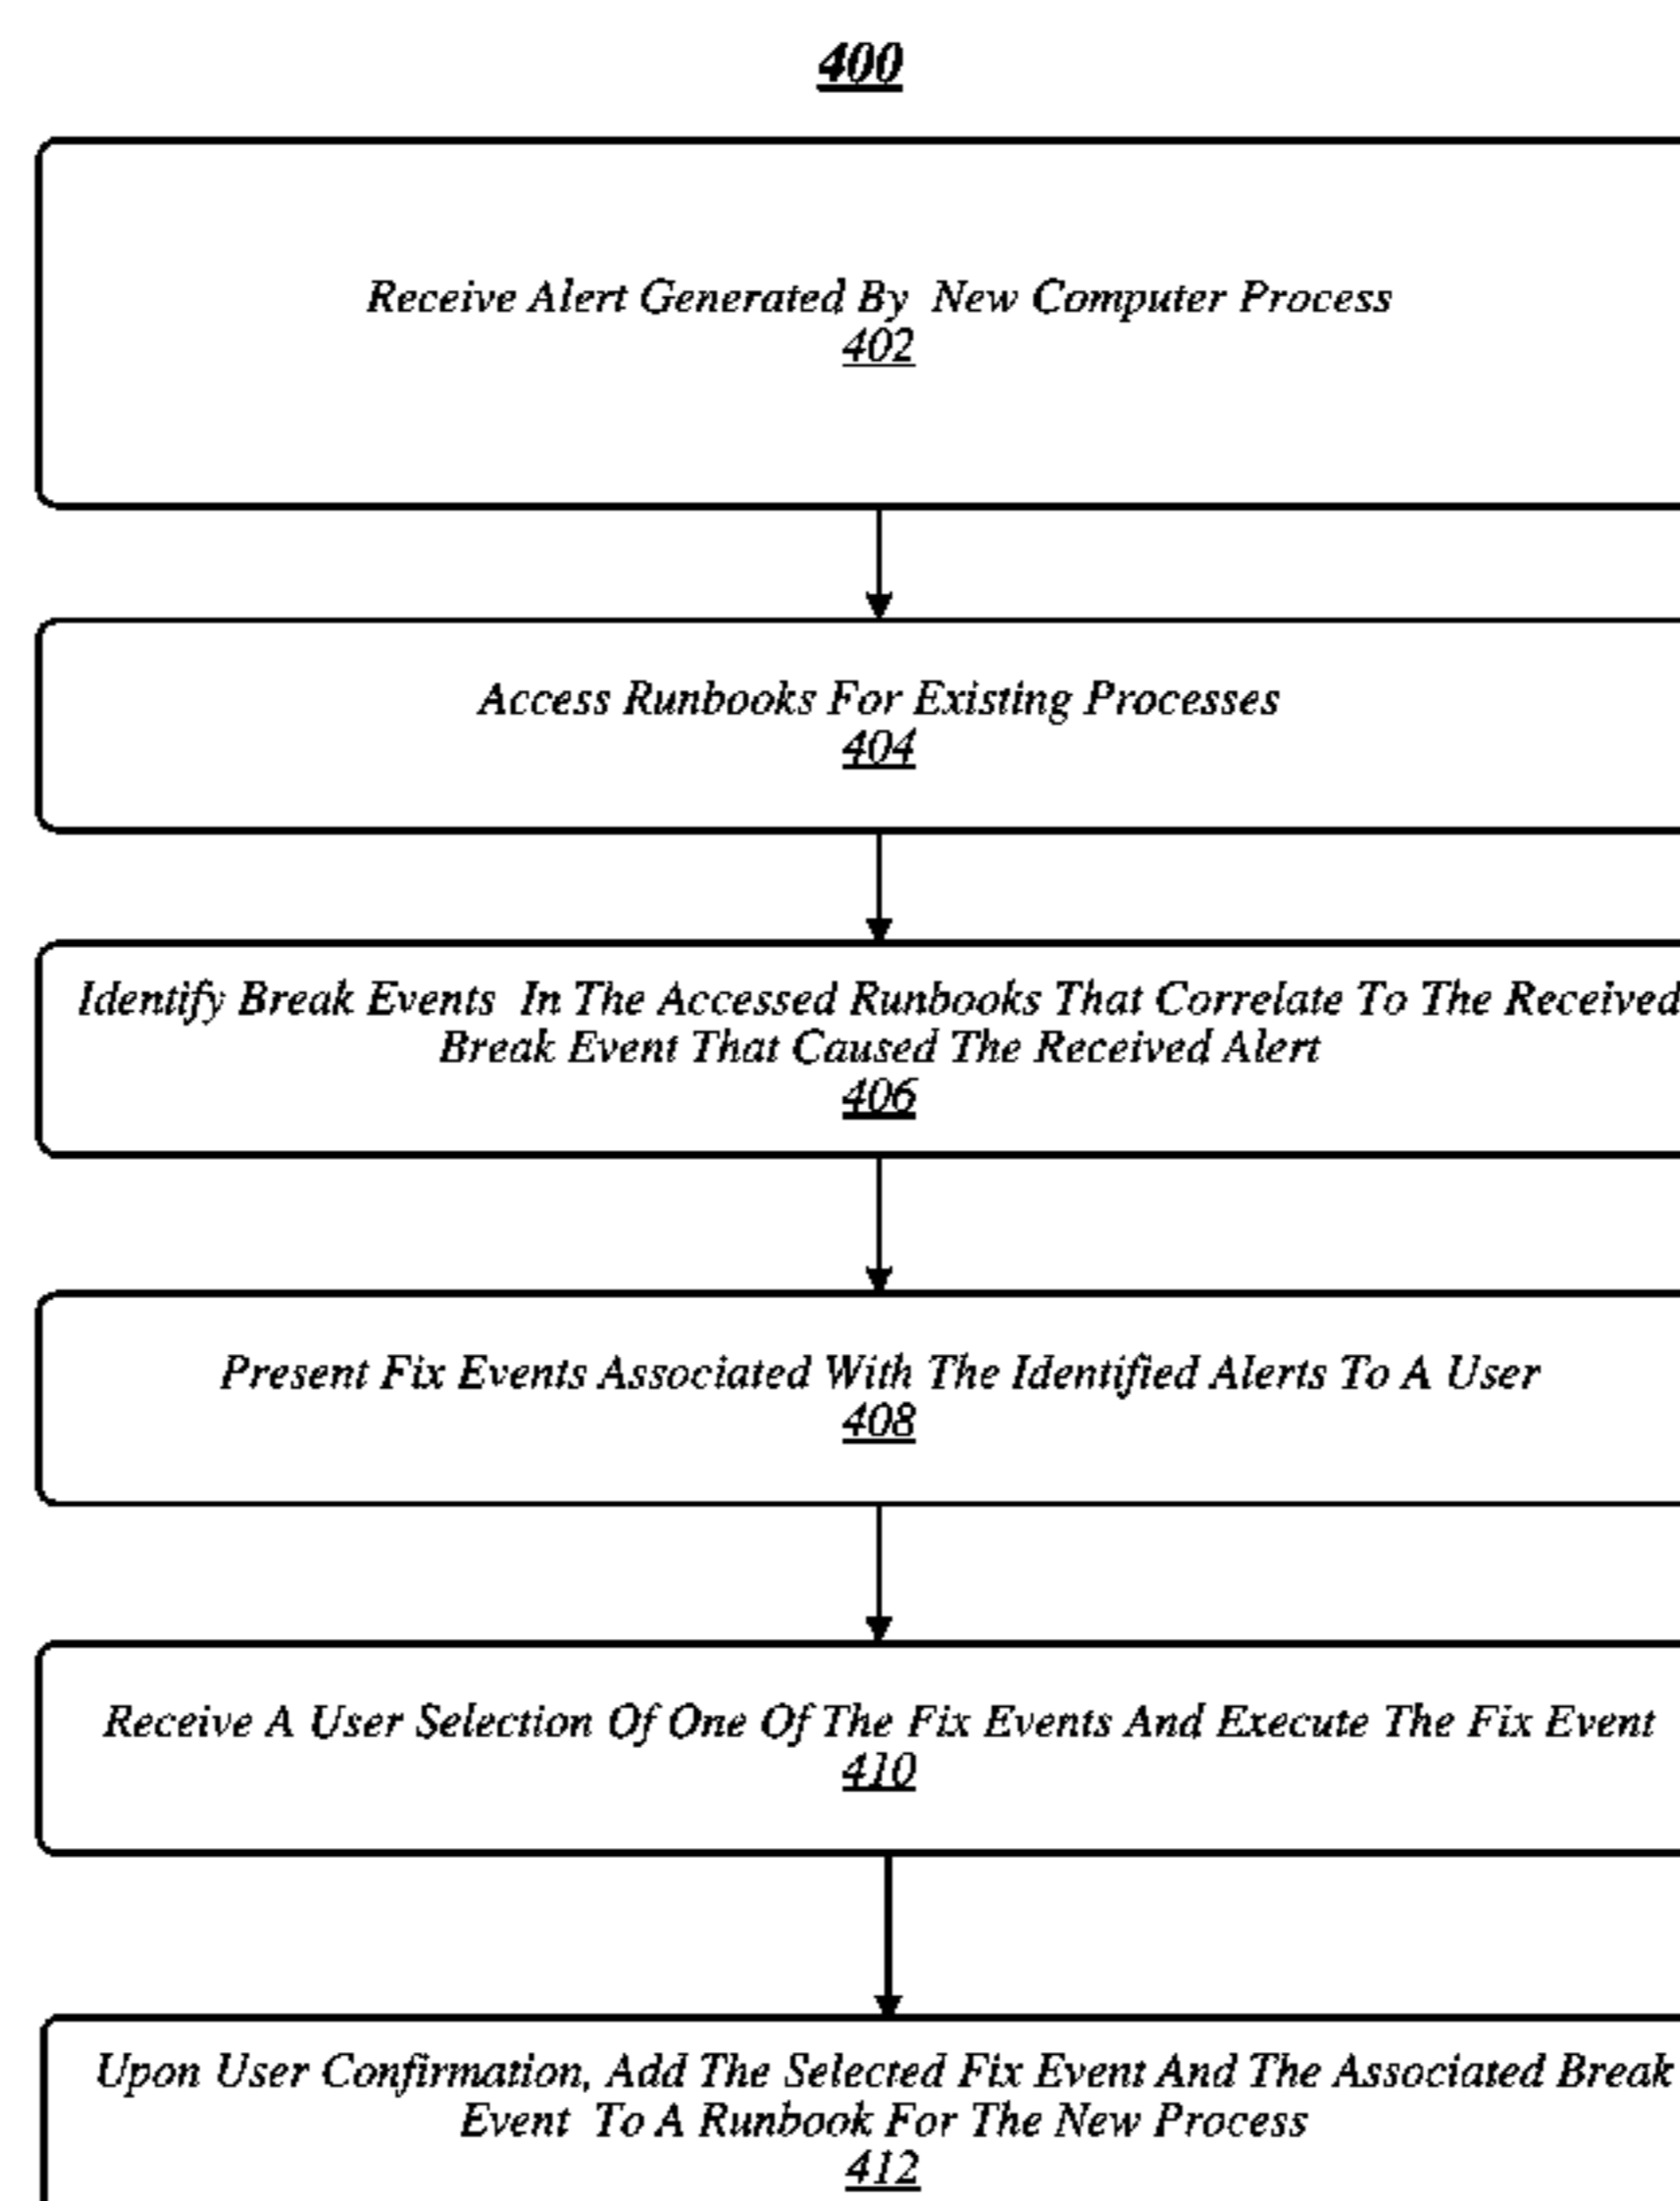 400
Receive Alert Generated By New Computer Process
402
Access Runbooks For Existing Processes
404
Identify Break Events In The Accessed Runbooks That Correlate To The Received
Break Event That Caused The Received Alert
406
Present Fix Events Associated With The Identified Alerts To A User
408
Receive A User Selection Of One Of The Fix Events And Execute The Fix Event
410
Upon User Confirmation, Add The Selected Fix Event And The Associated Break
Event To A Runbook For The New Process
412